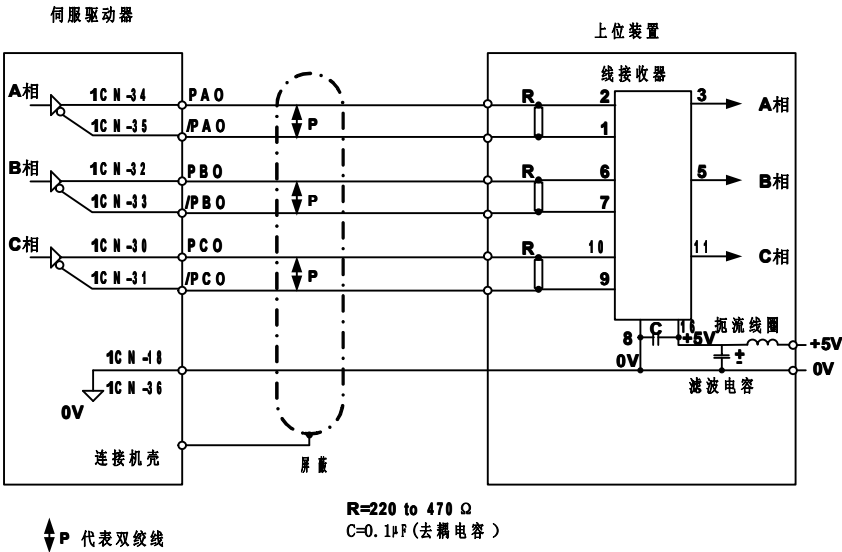 伺服驱动器
上位装置
线接收器
A相 1CN-34 PAO R 2 3 A相
1CN-35 /PAO P 1
B相 1CN-32 PBO R 6 5 B相
1CN-33 /PBO P 7
C相 1CN-30 PCO R 10 11 C相
1CN-31 /PCO P 9
8 C 16 +5V 扼流线圈 +5V
1CN-18 0V + - 0V
1CN-36 滤波电容
0V
连接机壳 屏蔽
R=220 to 470 Ω
C=0.1μF(去耦电容)
P 代表双绞线